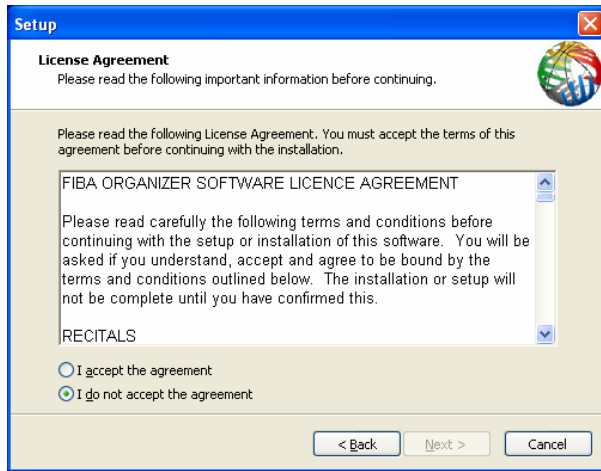 Setup
License Agreement
Please read the following important information before continuing.
Please read the following License Agreement. You must accept the terms of this
agreement before continuing with the installation.
FIBA ORGANIZER SOFTWARE LICENCE AGREEMENT
Please read carefully the following terms and conditions before
continuing with the setup or installation of this software. You will be
asked if you understand, accept and agree to be bound by the
terms and conditions outlined below. The installation or setup will
not be complete until you have confirmed this.
RECITALS
I accept the agreement
I do not accept the agreement
< Back Next > Cancel